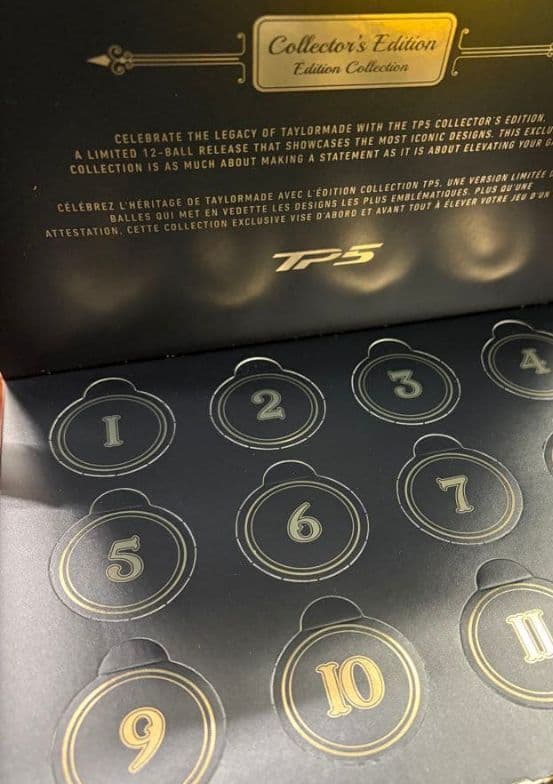 Collector's Edition
Edition Collection
CELEBRATE THE LEGACY OF TAYLORMADE WITH THE TP5 COLLECTOR'S EDITION,
A LIMITED 12-BALL RELEASE THAT SHOWCASES THE MOST ICONIC DESIGNS. THIS EXCLU
COLLECTION IS AS MUCH ABOUT MAKING A STATEMENT AS IT IS ABOUT ELEVATING YOUR GA
CÉLÉBREZ L'HÉRITAGE DE TAYLORMADE AVEC L'ÉDITION COLLECTION TP5, UNE VERSION LIMITÉE
BALLES QUI MET EN VEDETTE LES DESIGNS LES PLUS EMBLÉMATIQUES. PLUS QU'UNE
ATTESTATION, CETTE COLLECTION EXCLUSIVE VISE D'ABORD ET AVANT TOUT À ÉLEVER VOTRE JEU D'UN
TP5
1 2 3 4
5 6 7
9 10 11